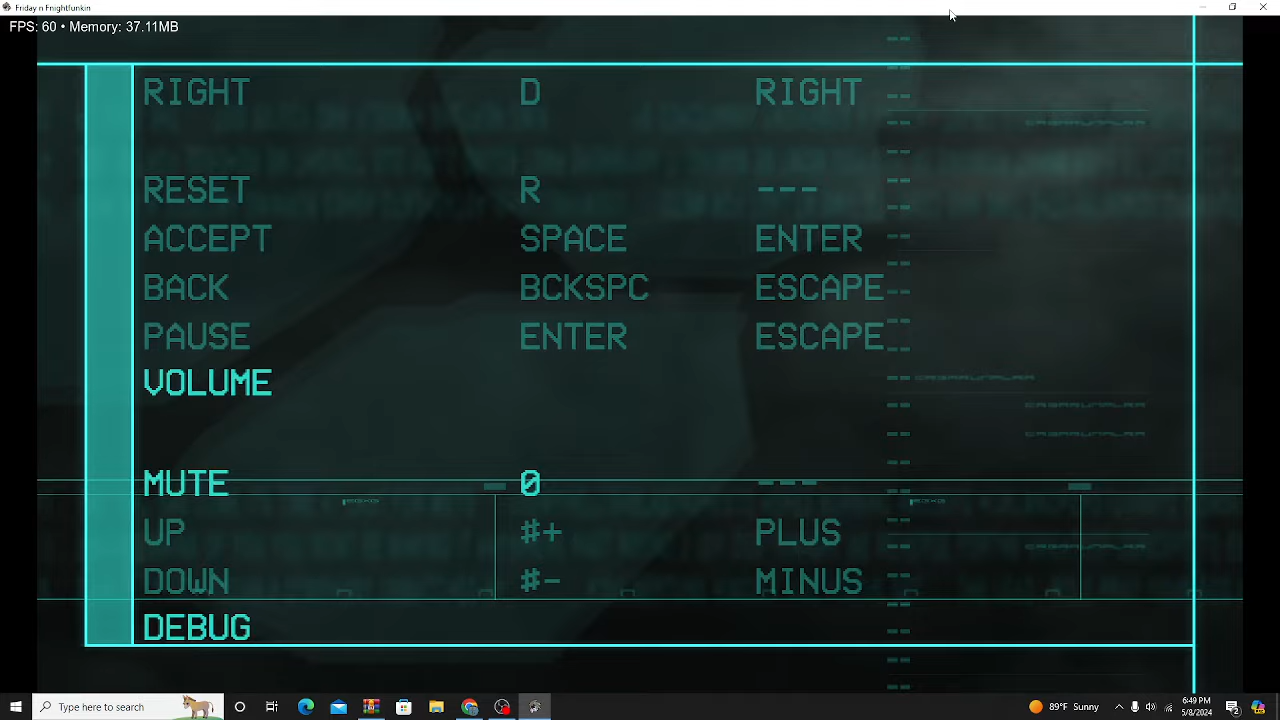 Friday n Frightfunkin
FPS: 60 • Memory: 37.11MB
RIGHT D RIGHT
RESET R ---
ACCEPT SPACE ENTER
BACK BCKSPC ESCAPE
PAUSE ENTER ESCAPE
VOLUME
MUTE 0 ---
UP #+ PLUS
DOWN #- MINUS
DEBUG
Type here to search
89°F Sunny
6:49 PM
5/8/2024